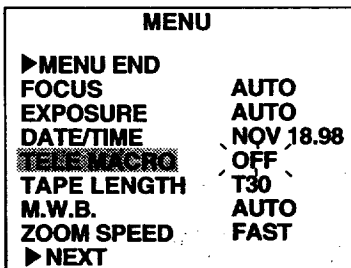 MENU
▶MENU END
FOCUS AUTO
EXPOSURE AUTO
DATE/TIME NOV 18.98
TELE MACRO OFF
TAPE LENGTH T30
M.W.B. AUTO
ZOOM SPEED FAST
▶NEXT